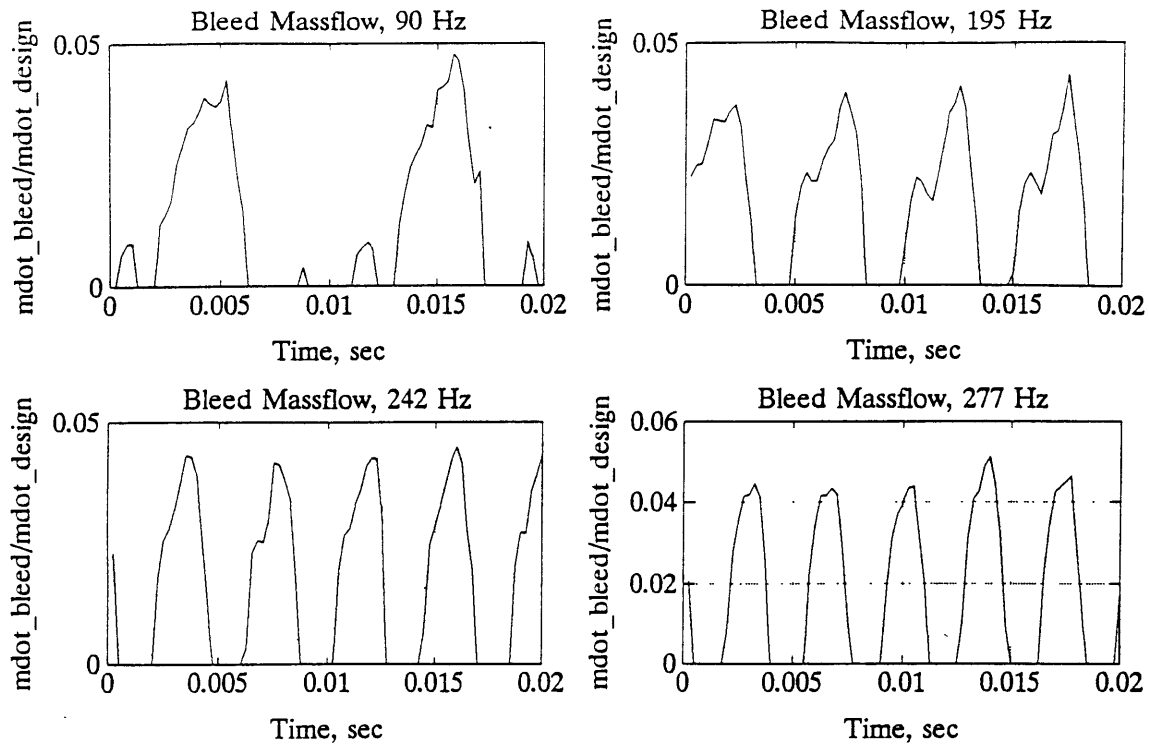 Bleed Massflow, 90 Hz
mdot_bleed/mdot_design
0.05
0
0 0.005 0.01 0.015 0.02
Time, sec
Bleed Massflow, 195 Hz
mdot_bleed/mdot_design
0.05
0
0 0.005 0.01 0.015 0.02
Time, sec
Bleed Massflow, 242 Hz
mdot_bleed/mdot_design
0.05
0
0 0.005 0.01 0.015 0.02
Time, sec
Bleed Massflow, 277 Hz
mdot_bleed/mdot_design
0.06
0.04
0.02
0
0 0.005 0.01 0.015 0.02
Time, sec